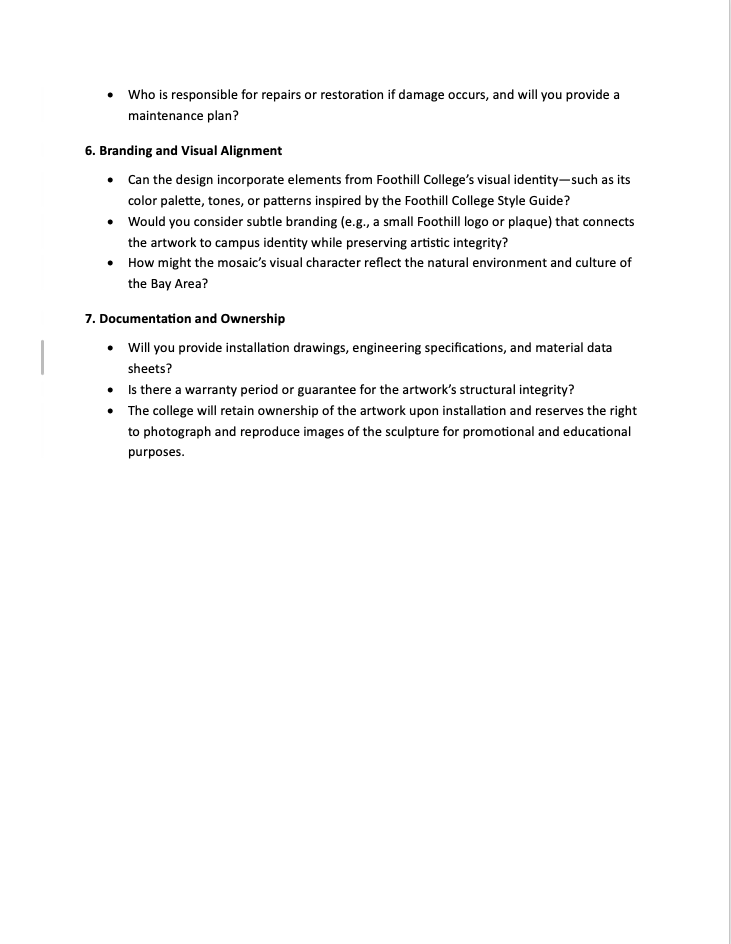 • Who is responsible for repairs or restoration if damage occurs, and will you provide a
maintenance plan?
6. Branding and Visual Alignment
• Can the design incorporate elements from Foothill College’s visual identity—such as its
color palette, tones, or patterns inspired by the Foothill College Style Guide?
• Would you consider subtle branding (e.g., a small Foothill logo or plaque) that connects
the artwork to campus identity while preserving artistic integrity?
• How might the mosaic’s visual character reflect the natural environment and culture of
the Bay Area?
7. Documentation and Ownership
• Will you provide installation drawings, engineering specifications, and material data
sheets?
• Is there a warranty period or guarantee for the artwork’s structural integrity?
• The college will retain ownership of the artwork upon installation and reserves the right
to photograph and reproduce images of the sculpture for promotional and educational
purposes.